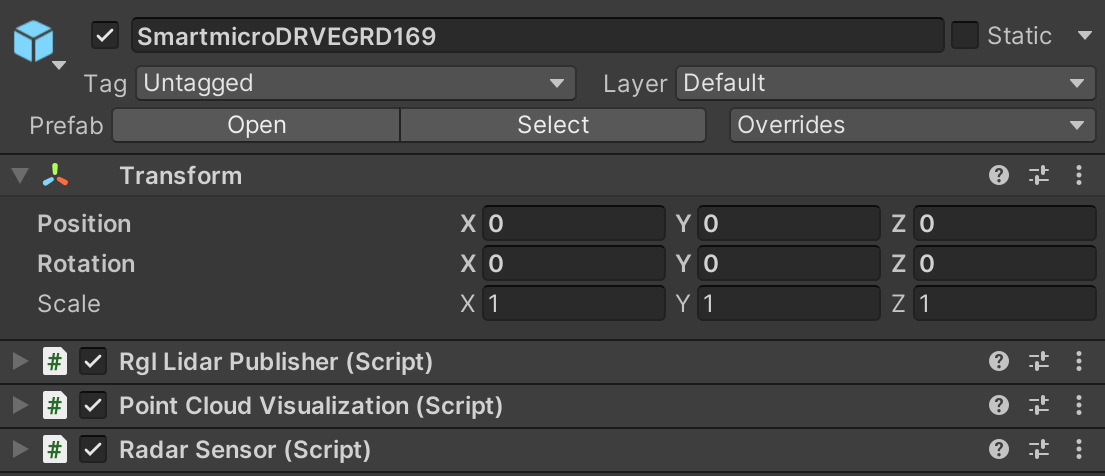 SmartmicroDRVEGRD169 Static
Tag Untagged Layer Default
Prefab Open Select Overrides
Transform
Position X 0 Y 0 Z 0
Rotation X 0 Y 0 Z 0
Scale X 1 Y 1 Z 1
# Rgl Lidar Publisher (Script)
# Point Cloud Visualization (Script)
# Radar Sensor (Script)